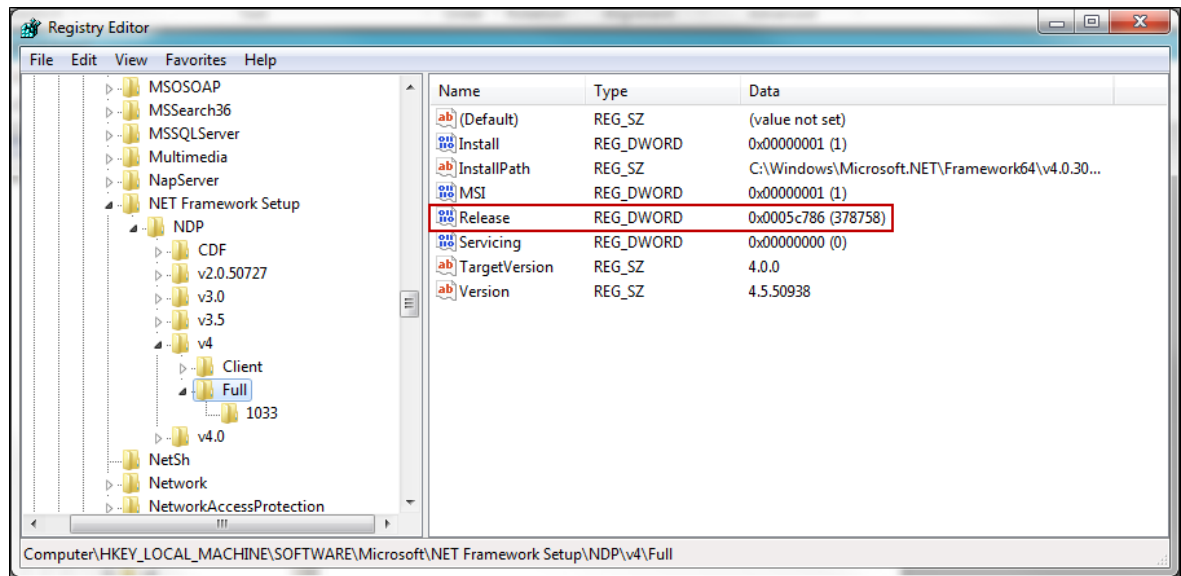 Registry Editor
File Edit View Favorites Help
MSOSOAP
MSSearch36
MSSQLServer
Multimedia
NapServer
NET Framework Setup
NDP
CDF
v2.0.50727
v3.0
v3.5
v4
Client
Full
1033
v4.0
NetSh
Network
NetworkAccessProtection
Name Type Data
(Default) REG_SZ (value not set)
Install REG_DWORD 0x00000001 (1)
InstallPath REG_SZ C:\Windows\Microsoft.NET\Framework64\v4.0.30...
MSI REG_DWORD 0x00000001 (1)
Release REG_DWORD 0x0005c786 (378758)
Servicing REG_DWORD 0x00000000 (0)
TargetVersion REG_SZ 4.0.0
Version REG_SZ 4.5.50938
Computer\HKEY_LOCAL_MACHINE\SOFTWARE\Microsoft\NET Framework Setup\NDP\v4\Full